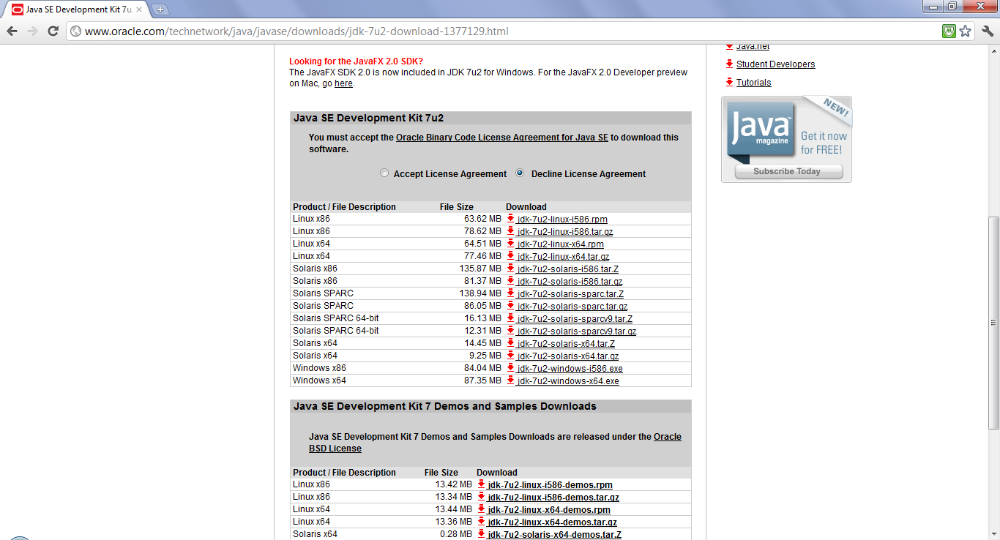 Java SE Development Kit 7u
www.oracle.com/technetwork/java/javase/downloads/jdk-7u2-download-1377129.html
Looking for the JavaFX 2.0 SDK?
The JavaFX SDK 2.0 is now included in JDK 7u2 for Windows. For the JavaFX 2.0 Developer preview
on Mac, go here.
Java SE Development Kit 7u2
You must accept the Oracle Binary Code License Agreement for Java SE to download this
software.
Accept License Agreement Decline License Agreement
Product / File Description File Size Download
Linux x86 63.62 MB jdk-7u2-linux-i586.rpm
Linux x86 78.62 MB jdk-7u2-linux-i586.tar.gz
Linux x64 64.51 MB jdk-7u2-linux-x64.rpm
Linux x64 77.46 MB jdk-7u2-linux-x64.tar.gz
Solaris x86 135.87 MB jdk-7u2-solaris-i586.tar.Z
Solaris x86 81.37 MB jdk-7u2-solaris-i586.tar.gz
Solaris SPARC 138.94 MB jdk-7u2-solaris-sparc.tar.Z
Solaris SPARC 86.05 MB jdk-7u2-solaris-sparc.tar.gz
Solaris SPARC 64-bit 16.13 MB jdk-7u2-solaris-sparcv9.tar.Z
Solaris SPARC 64-bit 12.31 MB jdk-7u2-solaris-sparcv9.tar.gz
Solaris x64 14.45 MB jdk-7u2-solaris-x64.tar.Z
Solaris x64 9.25 MB jdk-7u2-solaris-x64.tar.gz
Windows x86 84.04 MB jdk-7u2-windows-i586.exe
Windows x64 87.35 MB jdk-7u2-windows-x64.exe
Java SE Development Kit 7 Demos and Samples Downloads
Java SE Development Kit 7 Demos and Samples Downloads are released under the Oracle
BSD License
Product / File Description File Size Download
Linux x86 13.42 MB jdk-7u2-linux-i586-demos.rpm
Linux x86 13.34 MB jdk-7u2-linux-i586-demos.tar.gz
Linux x64 13.44 MB jdk-7u2-linux-x64-demos.rpm
Linux x64 13.36 MB jdk-7u2-linux-x64-demos.tar.gz
Solaris x64 0.28 MB jdk-7u2-solaris-x64-demos.tar.Z
Java.net
Student Developers
Tutorials
NEW!
Java
magazine
Get it now
for FREE!
Subscribe Today